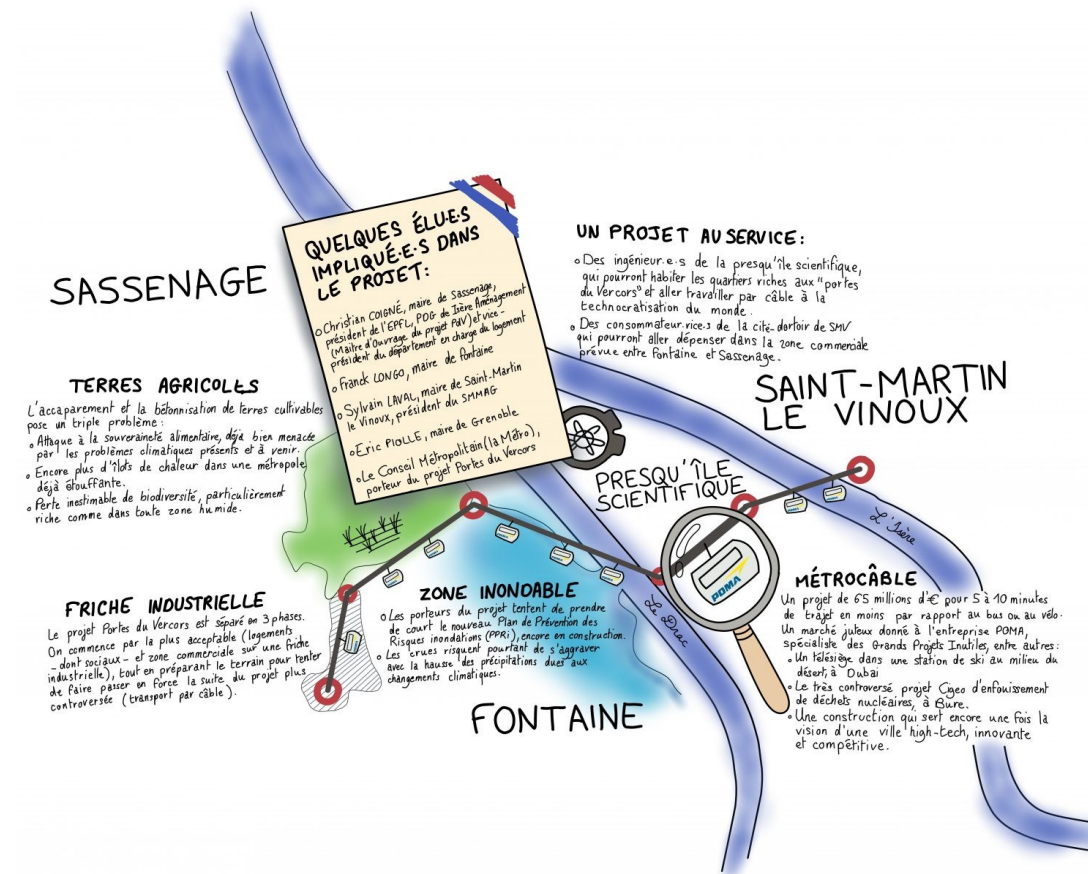 SASSENAGE
QUELQUES ÉLU·E·S
IMPLIQUÉ·E·S DANS
LE PROJET:
Christian COIGNÉ, maire de Sassenage,
président de l'EPFL, PDG de Isère Aménagement
(Maitre d'Ouvrage du projet PdV) et vice-
président du département en charge du logement
Franck LONGO, maire de Fontaine
Sylvain LAVAL, maire de Saint-Martin
le Vinoux, président du SMMAG
Eric PIOLLE, maire de Grenoble
Le Conseil Métropolitain (la Métro),
porteur du projet Portes du Vercors
UN PROJET AU SERVICE:
Des ingénieur.e.s de la presqu'île scientifique,
qui pourront habiter les quartiers riches aux "portes
du Vercors" et aller travailler par câble à la
technocratisation du monde.
Des consommateur.rice.s de la cité-dortoir de SMV
qui pourront aller dépenser dans la zone commerciale
prévue entre Fontaine et Sassenage.
TERRES AGRICOLES
L'accaparement et la bétonnisation de terres cultivables
pose un triple problème:
Attaque à la souveraineté alimentaire, déjà bien menacée
par les problèmes climatiques présents et à venir.
Encore plus d'îlots de chaleur dans une métropole
déjà étouffante.
Perte inestimable de biodiversité, particulièrement
riche comme dans toute zone humide.
SAINT-MARTIN
LE VINOUX
PRESQU'ÎLE
SCIENTIFIQUE
L'Isère
Le Drac
POMA
FRICHE INDUSTRIELLE
Le projet Portes du Vercors est séparé en 3 phases.
On commence par la plus acceptable (logements
- dont sociaux - et zone commerciale sur une friche
industrielle), tout en préparant le terrain pour tenter
de faire passer en force la suite du projet plus
controversée (transport par câble).
ZONE INONDABLE
Les porteurs du projet tentent de prendre
de court le nouveau Plan de Prévention des
Risques inondations (PPRi), encore en construction.
Les crues risquent pourtant de s'aggraver
avec la hausse des précipitations dues aux
changements climatiques.
MÉTROCÂBLE
Un projet de 65 millions d'€ pour 5 à 10 minutes
de trajet en moins par rapport au bus ou au vélo.
Un marché juteux donné à l'entreprise POMA,
spécialiste des Grands Projets Inutiles, entre autres:
Un télésiège dans une station de ski au milieu du
désert, à Dubaï
Le très controversé projet Cigeo d'enfouissement
de déchets nucléaires, à Bure.
Une construction qui sert encore une fois la
vision d'une ville high-tech, innovante
et compétitive.
FONTAINE